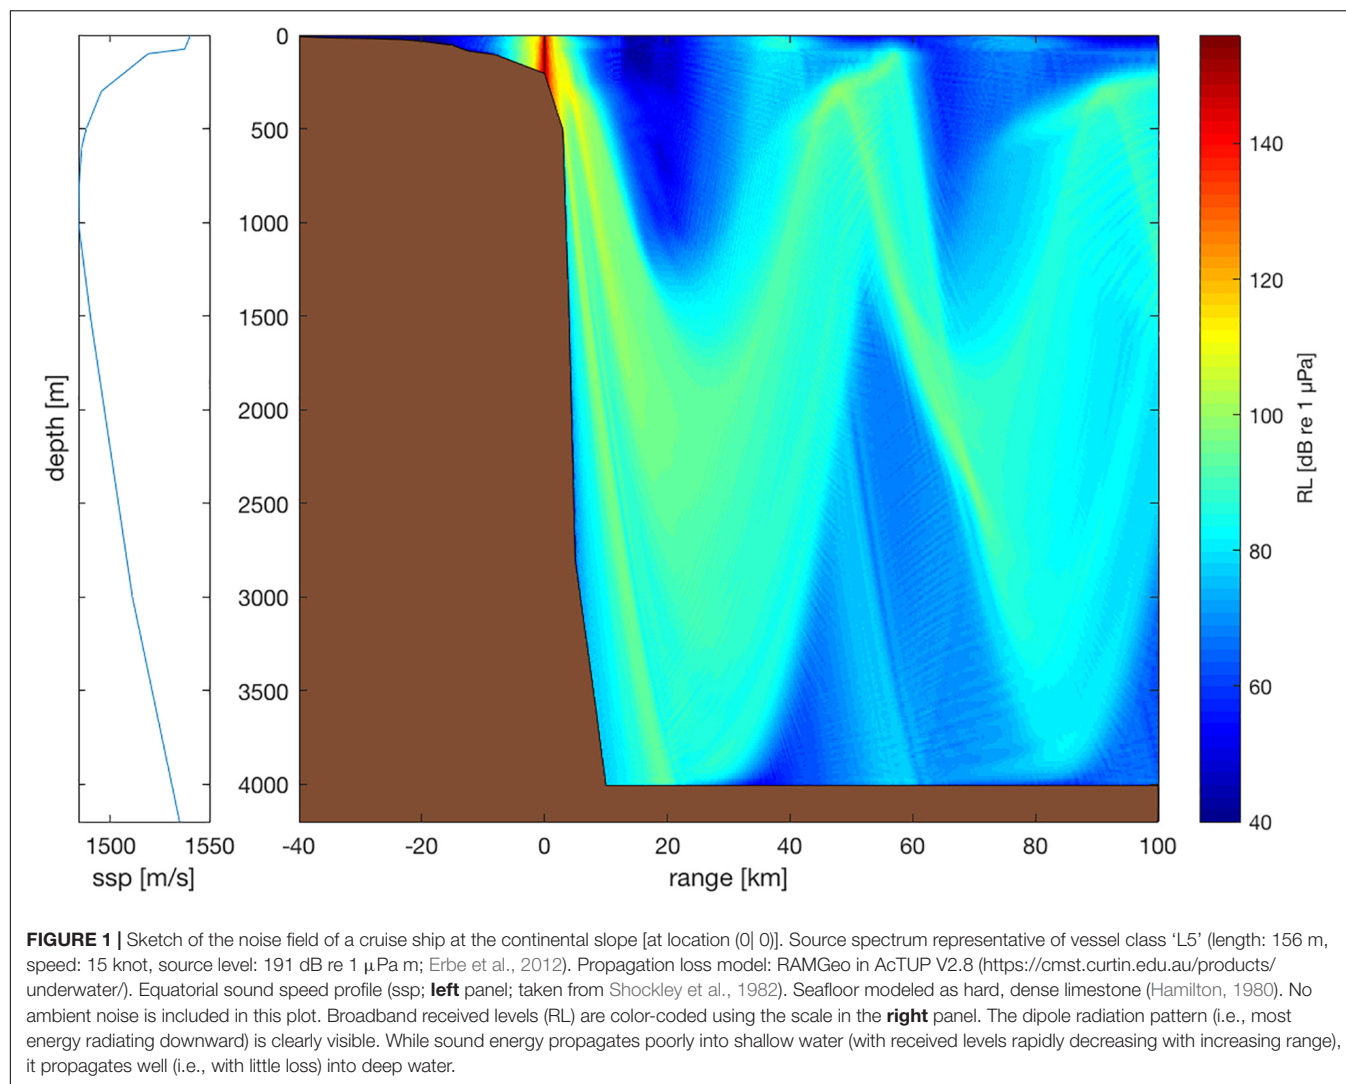 0
500
1000
1500
2000
2500
3000
3500
4000
depth [m]
1500 1550
ssp [m/s]
-40 -20 0 20 40 60 80 100
range [km]
140
120
100
80
60
40
RL [dB re 1 µPa]
FIGURE 1 | Sketch of the noise field of a cruise ship at the continental slope [at location (0| 0)]. Source spectrum representative of vessel class ‘L5’ (length: 156 m,
speed: 15 knot, source level: 191 dB re 1 µPa m; Erbe et al., 2012). Propagation loss model: RAMGeo in AcTUP V2.8 (https://cmst.curtin.edu.au/products/
underwater/). Equatorial sound speed profile (ssp; left panel; taken from Shockley et al., 1982). Seafloor modeled as hard, dense limestone (Hamilton, 1980). No
ambient noise is included in this plot. Broadband received levels (RL) are color-coded using the scale in the right panel. The dipole radiation pattern (i.e., most
energy radiating downward) is clearly visible. While sound energy propagates poorly into shallow water (with received levels rapidly decreasing with increasing range),
it propagates well (i.e., with little loss) into deep water.